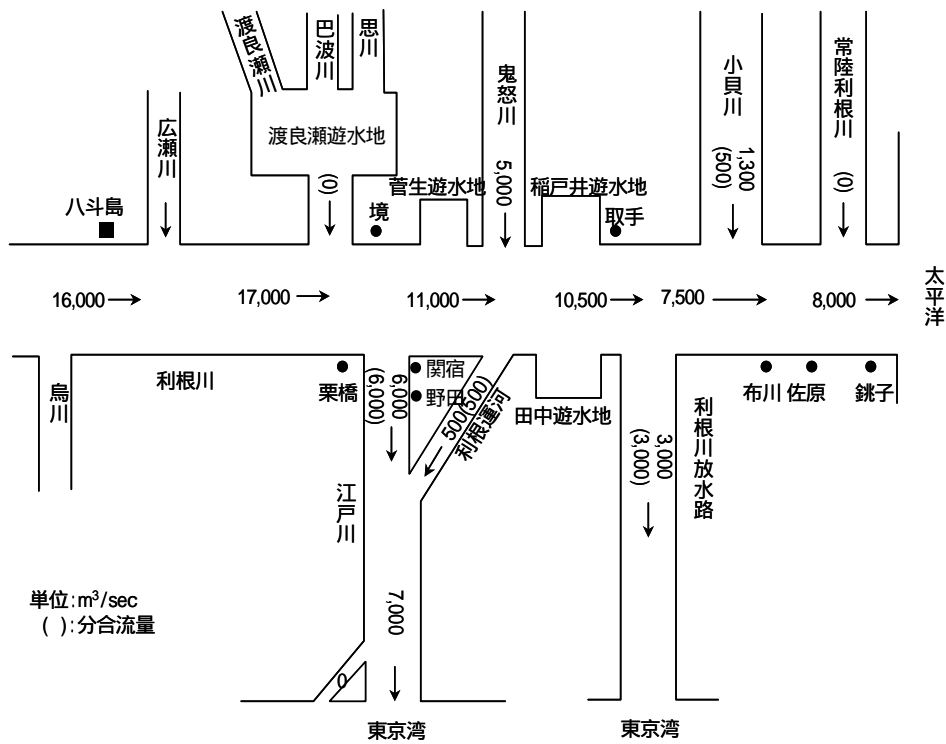 渡良瀬川
巴波川
思川
鬼怒川
小貝川
常陸利根川
広瀬川
渡良瀬遊水地
(0)
5,000
菅生遊水地
稲戸井遊水地
1,300
(500)
(0)
八斗島
境
取手
16,000
17,000
11,000
10,500
7,500
8,000
太平洋
烏川
利根川
栗橋
6,000
(6,000)
関宿
野田
500(500)
利根運河
田中遊水地
3,000
(3,000)
利根川放水路
布川
佐原
銚子
江戸川
7,000
単位:m³/sec
( ):分合流量
0
東京湾
東京湾